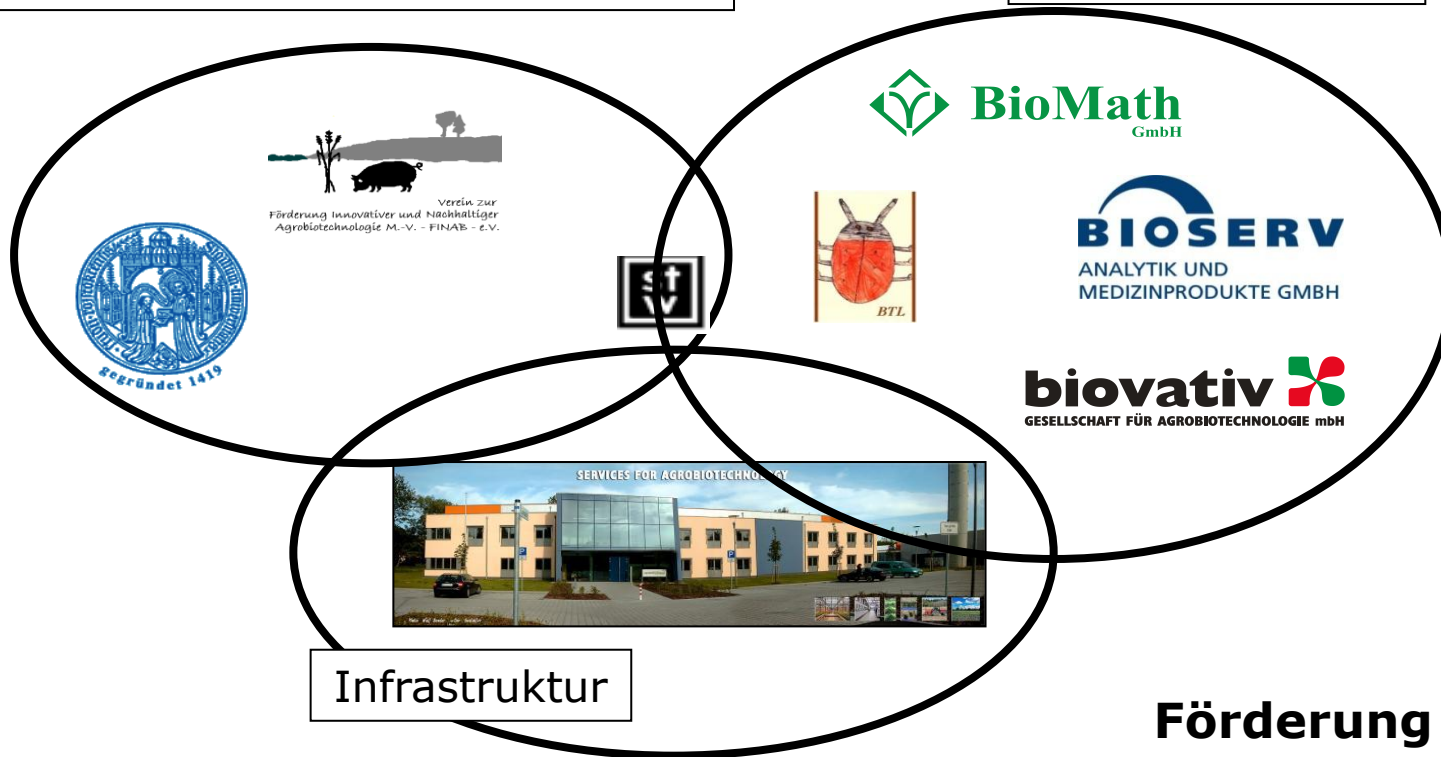 BioMath
GmbH
Verein zur
Förderung Innovativer und Nachhaltiger
Agrobiotechnologie M.-V. - FINAB - e.V.
BIOSERV
ANALYTIK UND
MEDIZINPRODUKTE GMBH
st
w
BTL
gegründet 1419
biovativ
GESELLSCHAFT FÜR AGROBIOTECHNOLOGIE mbH
SERVICES FOR AGROBIOTECHNOLOGY
P
P
Infrastruktur
Förderung